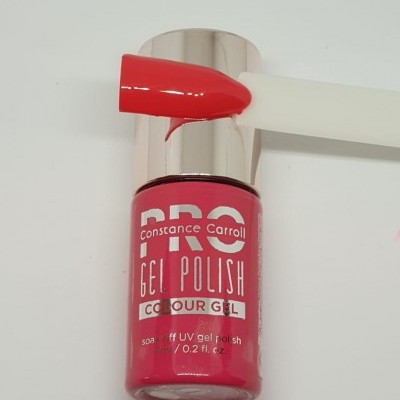 PRO
Constance Carroll
GEL POLISH
COLOUR GEL
soak off UV gel polish
/ 0.2 fl. oz